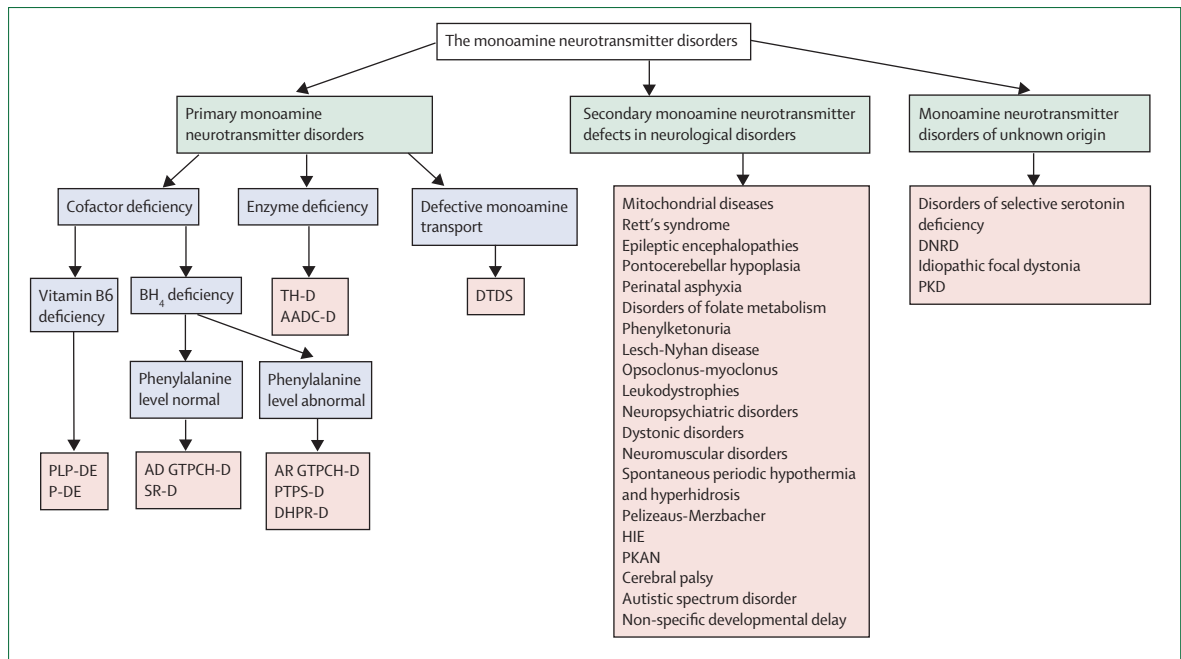 The monoamine neurotransmitter disorders
Primary monoamine
neurotransmitter disorders
Secondary monoamine neurotransmitter
defects in neurological disorders
Monoamine neurotransmitter
disorders of unknown origin
Cofactor deficiency
Enzyme deficiency
Defective monoamine
transport
Vitamin B6
deficiency
BH₄ deficiency
TH-D
AADC-D
DTDS
Phenylalanine
level normal
Phenylalanine
level abnormal
PLP-DE
P-DE
AD GTPCH-D
SR-D
AR GTPCH-D
PTPS-D
DHPR-D
Mitochondrial diseases
Rett's syndrome
Epileptic encephalopathies
Pontocerebellar hypoplasia
Perinatal asphyxia
Disorders of folate metabolism
Phenylketonuria
Lesch-Nyhan disease
Opsoclonus-myoclonus
Leukodystrophies
Neuropsychiatric disorders
Dystonic disorders
Neuromuscular disorders
Spontaneous periodic hypothermia
and hyperhidrosis
Pelizeaus-Merzbacher
HIE
PKAN
Cerebral palsy
Autistic spectrum disorder
Non-specific developmental delay
Disorders of selective serotonin
deficiency
DNRD
Idiopathic focal dystonia
PKD